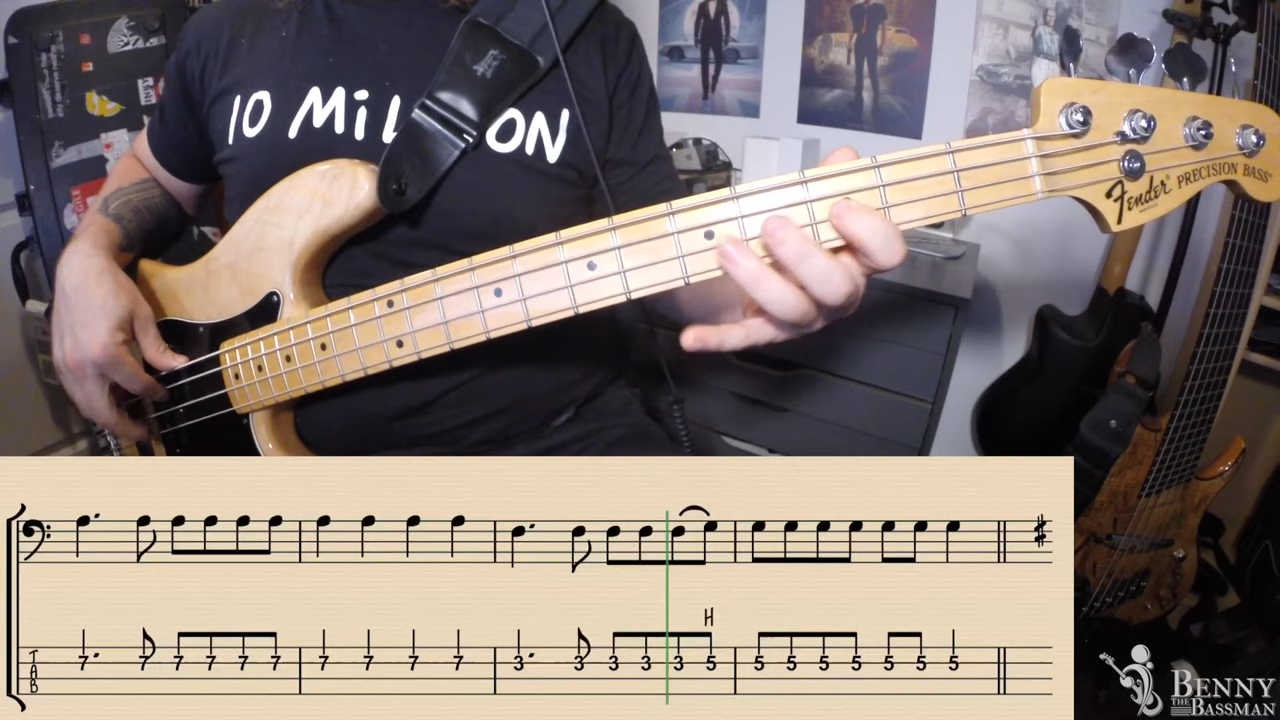 10 MiL ON
Fender PRECISION BASS
H
T 7. 7 7 7 7 7 7 7 7 7 3. 3 3 3 3 5 5 5 5 5 5 5 5
A
B
BENNY
THE BASSMAN